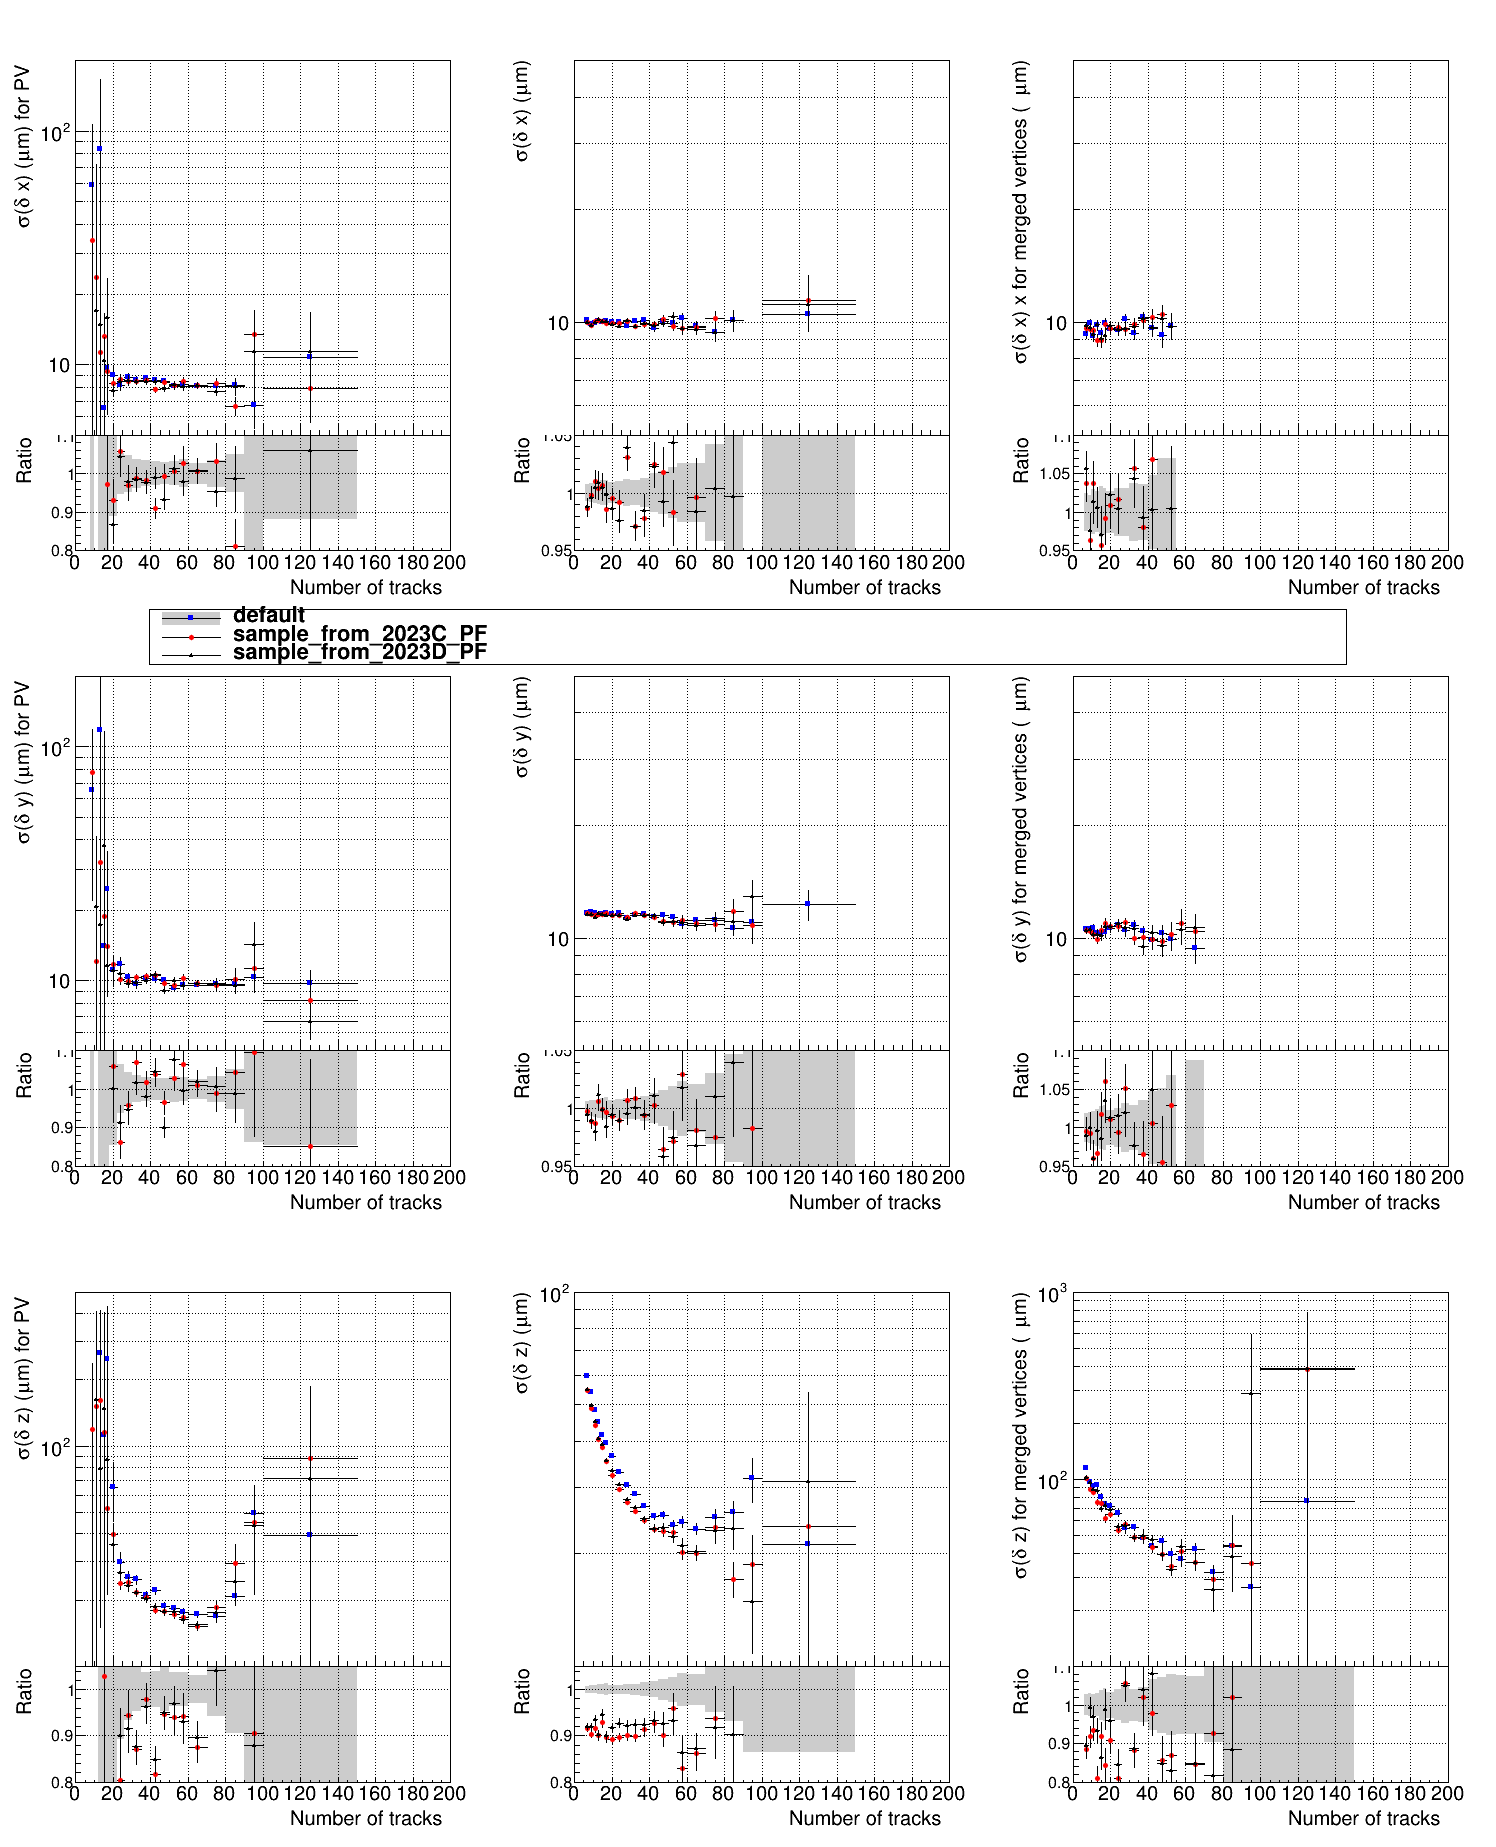 σ(δ x) (μm) for PV
10²
10
Ratio
1.1
1
0.9
0.8
0 20 40 60 80 100 120 140 160 180 200
Number of tracks
σ(δ x) (μm)
10
Ratio
1.05
1
0.95
0 20 40 60 80 100 120 140 160 180 200
Number of tracks
σ(δ x) x for merged vertices ( μm)
10
Ratio
1.1
1.05
1
0.95
0 20 40 60 80 100 120 140 160 180 200
Number of tracks
default
sample_from_2023C_PF
sample_from_2023D_PF
σ(δ y) (μm) for PV
10²
10
Ratio
1.1
1
0.9
0.8
0 20 40 60 80 100 120 140 160 180 200
Number of tracks
σ(δ y) (μm)
10
Ratio
1.05
1
0.95
0 20 40 60 80 100 120 140 160 180 200
Number of tracks
σ(δ y) for merged vertices ( μm)
10
Ratio
1.1
1.05
1
0.95
0 20 40 60 80 100 120 140 160 180 200
Number of tracks
σ(δ z) (μm) for PV
10²
Ratio
1
0.9
0.8
0 20 40 60 80 100 120 140 160 180 200
Number of tracks
σ(δ z) (μm)
10²
Ratio
1
0.9
0.8
0 20 40 60 80 100 120 140 160 180 200
Number of tracks
σ(δ z) for merged vertices ( μm)
10³
10²
Ratio
1.1
1
0.9
0.8
0 20 40 60 80 100 120 140 160 180 200
Number of tracks